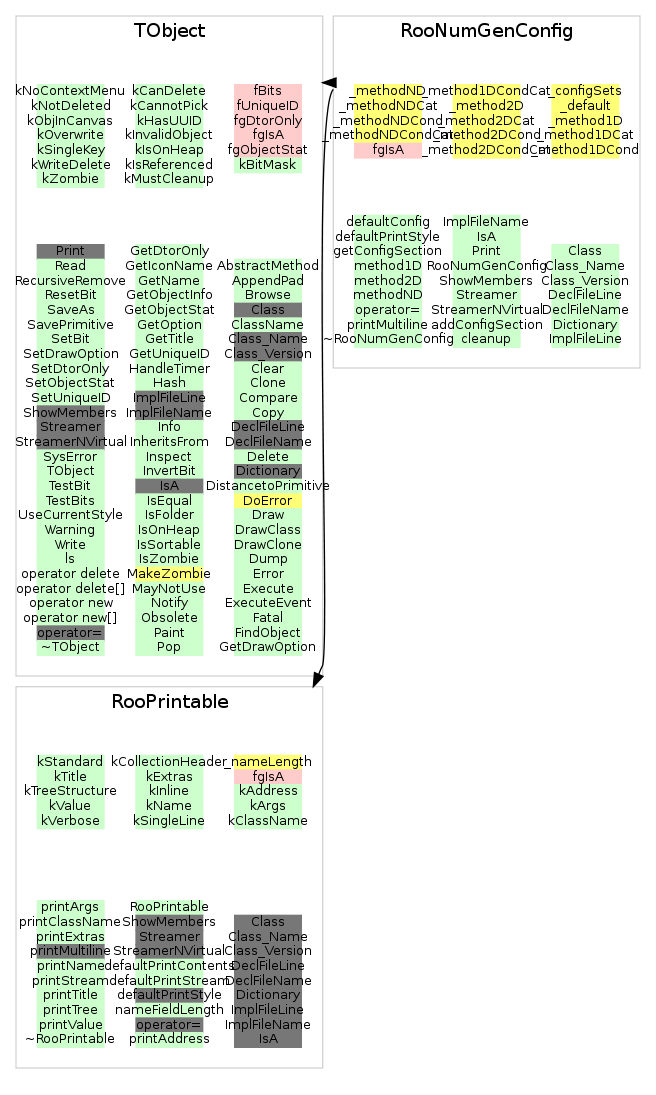 TObject
kNoContextMenu
kNotDeleted
kObjInCanvas
kOverwrite
kSingleKey
kWriteDelete
kZombie
kCanDelete
kCannotPick
kHasUUID
kInvalidObject
kIsOnHeap
kIsReferenced
kMustCleanup
fBits
fUniqueID
fgDtorOnly
fgIsA
fgObjectStat
kBitMask
Print
Read
RecursiveRemove
ResetBit
SaveAs
SavePrimitive
SetBit
SetDrawOption
SetDtorOnly
SetObjectStat
SetUniqueID
ShowMembers
Streamer
StreamerNVirtual
SysError
TObject
TestBit
TestBits
UseCurrentStyle
Warning
Write
ls
operator delete
operator delete[]
operator new
operator new[]
operator=
~TObject
GetDtorOnly
GetIconName
GetName
GetObjectInfo
GetObjectStat
GetOption
GetTitle
GetUniqueID
HandleTimer
Hash
ImplFileLine
ImplFileName
Info
InheritsFrom
Inspect
InvertBit
IsA
IsEqual
IsFolder
IsOnHeap
IsSortable
IsZombie
MakeZombie
MayNotUse
Notify
Obsolete
Paint
Pop
AbstractMethod
AppendPad
Browse
Class
ClassName
Class_Name
Class_Version
Clear
Clone
Compare
Copy
DeclFileLine
DeclFileName
Delete
Dictionary
DistancetoPrimitive
DoError
Draw
DrawClass
DrawClone
Dump
Error
Execute
ExecuteEvent
Fatal
FindObject
GetDrawOption
RooNumGenConfig
_methodND
_methodNDCat
_methodNDCond
_methodNDCondCat
fgIsA
_method1DCondCat
_method2D
_method2DCat
_method2DCond
_method2DCondCat
_configSets
_default
_method1D
_method1DCat
_method1DCond
defaultConfig
defaultPrintStyle
getConfigSection
method1D
method2D
methodND
operator=
printMultiline
~RooNumGenConfig
ImplFileName
IsA
Print
RooNumGenConfig
ShowMembers
Streamer
StreamerNVirtual
addConfigSection
cleanup
Class
Class_Name
Class_Version
DeclFileLine
DeclFileName
Dictionary
ImplFileLine
RooPrintable
kStandard
kTitle
kTreeStructure
kValue
kVerbose
kCollectionHeader
kExtras
kInline
kName
kSingleLine
_nameLength
fgIsA
kAddress
kArgs
kClassName
printArgs
printClassName
printExtras
printMultiline
printName
printStream
printTitle
printTree
printValue
~RooPrintable
RooPrintable
ShowMembers
Streamer
StreamerNVirtual
defaultPrintContents
defaultPrintStream
defaultPrintStyle
nameFieldLength
operator=
printAddress
Class
Class_Name
Class_Version
DeclFileLine
DeclFileName
Dictionary
ImplFileLine
ImplFileName
IsA